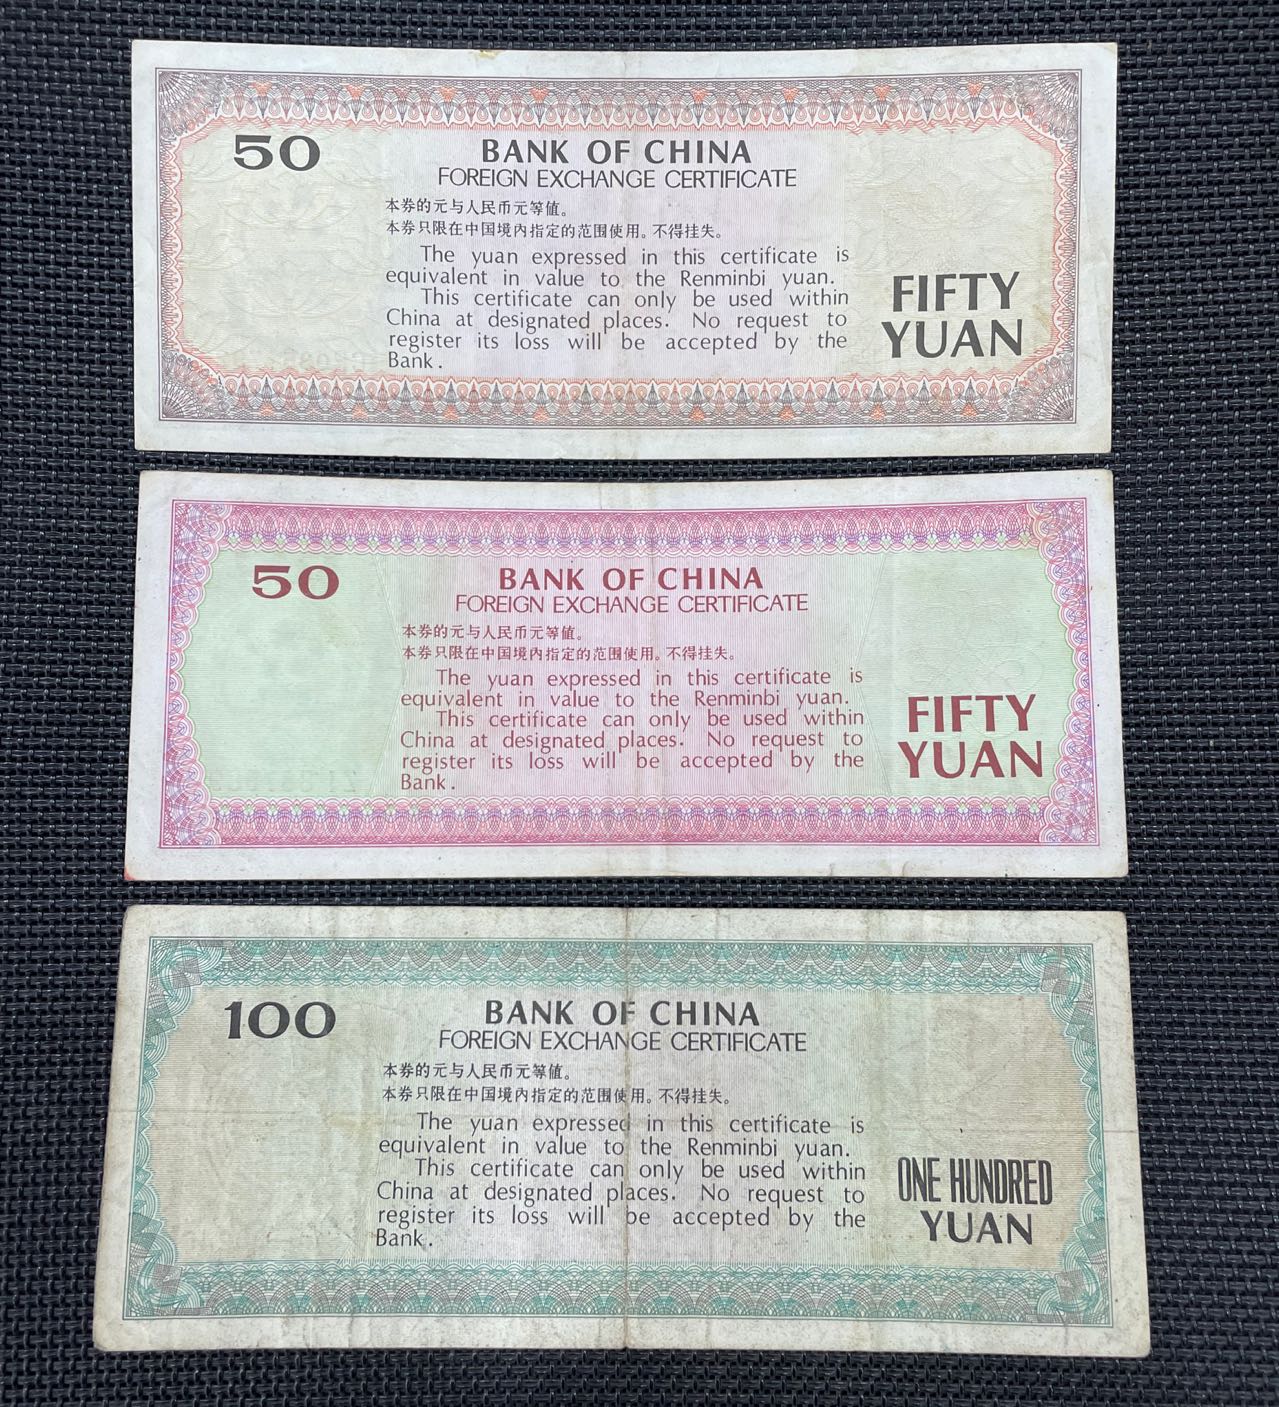 50
BANK OF CHINA
FOREIGN EXCHANGE CERTIFICATE
本券的元与人民币元等值。
本券只限在中国境内指定的范围使用。不得挂失。
The yuan expressed in this certificate is
equivalent in value to the Renminbi yuan.
This certificate can only be used within
China at designated places. No request to
register its loss will be accepted by the
Bank.
FIFTY
YUAN
50
BANK OF CHINA
FOREIGN EXCHANGE CERTIFICATE
本券的元与人民币元等值。
本券只限在中国境内指定的范围使用。不得挂失。
The yuan expressed in this certificate is
equivalent in value to the Renminbi yuan.
This certificate can only be used within
China at designated places. No request to
register its loss will be accepted by the
Bank.
FIFTY
YUAN
100
BANK OF CHINA
FOREIGN EXCHANGE CERTIFICATE
本券的元与人民币元等值。
本券只限在中国境内指定的范围使用。不得挂失。
The yuan expressed in this certificate is
equivalent in value to the Renminbi yuan.
This certificate can only be used within
China at designated places. No request to
register its loss will be accepted by the
Bank.
ONE HUNDRED
YUAN